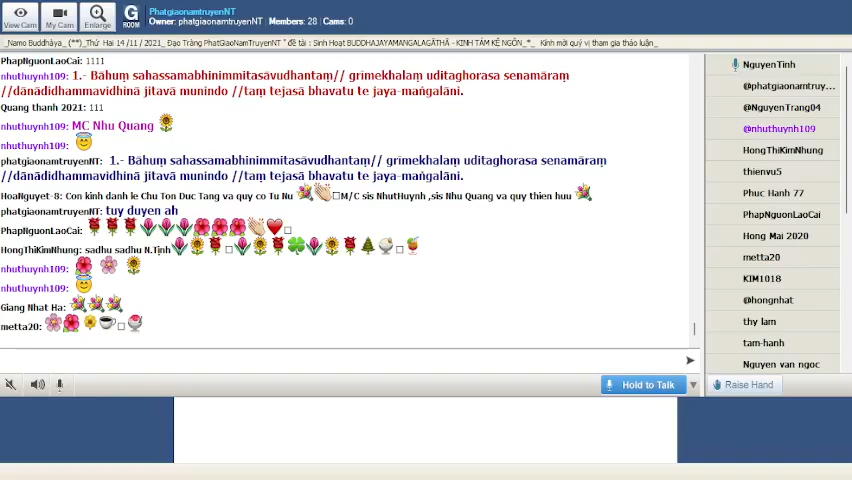 View Cam
My Cam
Enlarge
G
ROOM
PhatgiaonamtruyenNT
Owner: phatgiaonamtruyenNT | Members: 28 | Cams: 0
_Namo Buddhāya_(**)_Thứ Hai 14 /11 / 2021_ Đạo Tràng PhatGiaoNamTruyenNT " đề tài : Sinh Hoạt BUDDHAJAYAMANGALAGĀTHĀ - KINH TÁM KỆ NGÔN_*_ Kính mời quý vị tham gia thảo luận_
PhapNguonLaoCai: 1111
nhuthuynh109: 1.- Bāhuṃ sahassamabhinimmitasāvudhantaṃ// grīmekhalaṃ uditaghorasa senamāraṃ
//dānādidhammavidhinā jitavā munindo //taṃ tejasā bhavatu te jaya-maṅgalāni.
Quang thanh 2021: 111
nhuthuynh109: MC Nhu Quang
nhuthuynh109:
phatgiaonamtruyenNT: 1.- Bāhuṃ sahassamabhinimmitasāvudhantaṃ// grīmekhalaṃ uditaghorasa senamāraṃ
//dānādidhammavidhinā jitavā munindo //taṃ tejasā bhavatu te jaya-maṅgalāni.
HoaNguyet-8: Con kinh danh le Chu Ton Duc Tang va quy co Tu Nu M/C sis NhutHuynh ,sis Nhu Quang va quy thien huu
phatgiaonamtruyenNT: tuy duyen ah
PhapNguonLaoCai:
HongThiKimNhung: sadhu sadhu N.Tịnh
nhuthuynh109:
nhuthuynh109:
Giang Nhat Ha:
metta20:
Hold to Talk
NguyenTinh
@phatgiaonamtruy...
@NguyenTrang04
@nhuthuynh109
HongThiKimNhung
thienvu5
Phuc Hanh 77
PhapNguonLaoCai
Hong Mai 2020
metta20
KIM1018
@hongnhat
thy lam
tam-hanh
Nguyen van ngoc
Raise Hand